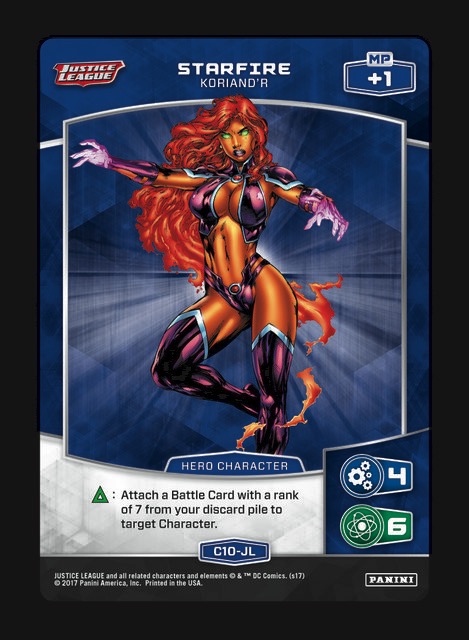 JUSTICE
LEAGUE
STARFIRE
KORIAND'R
MP
+1
HERO CHARACTER
: Attach a Battle Card with a rank
of 7 from your discard pile to
target Character.
4
6
C10-JL
JUSTICE LEAGUE and all related characters and elements © & ™ DC Comics. (s17)
© 2017 Panini America, Inc. Printed in the USA.
PANINI